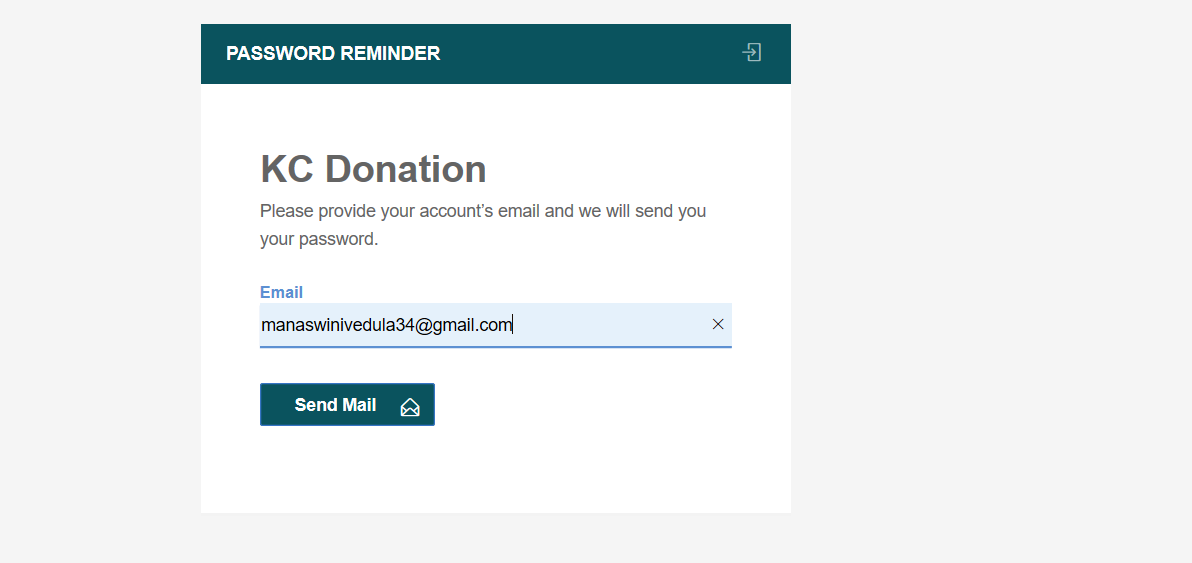 PASSWORD REMINDER
KC Donation
Please provide your account’s email and we will send you
your password.
Email
manaswinivedula34@gmail.com
Send Mail